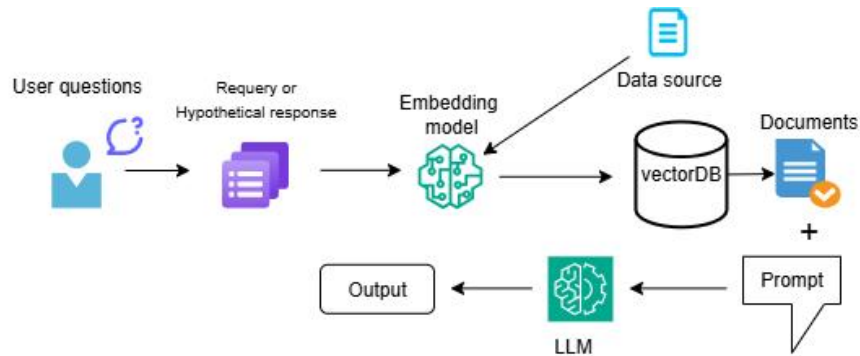 User questions
?
Requery or
Hypothetical response
Embedding
model
Data source
vectorDB
Documents
+
Prompt
LLM
Output